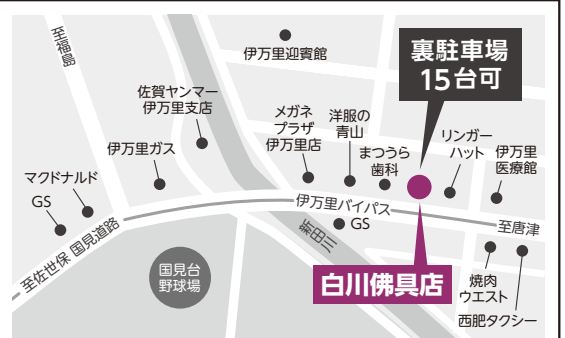 至福島
伊万里迎賓館
裏駐車場
15台可
佐賀ヤンマー
伊万里支店
メガネ
プラザ
伊万里店
洋服の
青山
まつうら
歯科
リンガー
ハット
伊万里
医療館
伊万里ガス
マクドナルド
GS
伊万里バイパス
GS
至唐津
至佐世保 国見道路
新田川
国見台
野球場
白川佛具店
焼肉
ウエスト
西肥タクシー